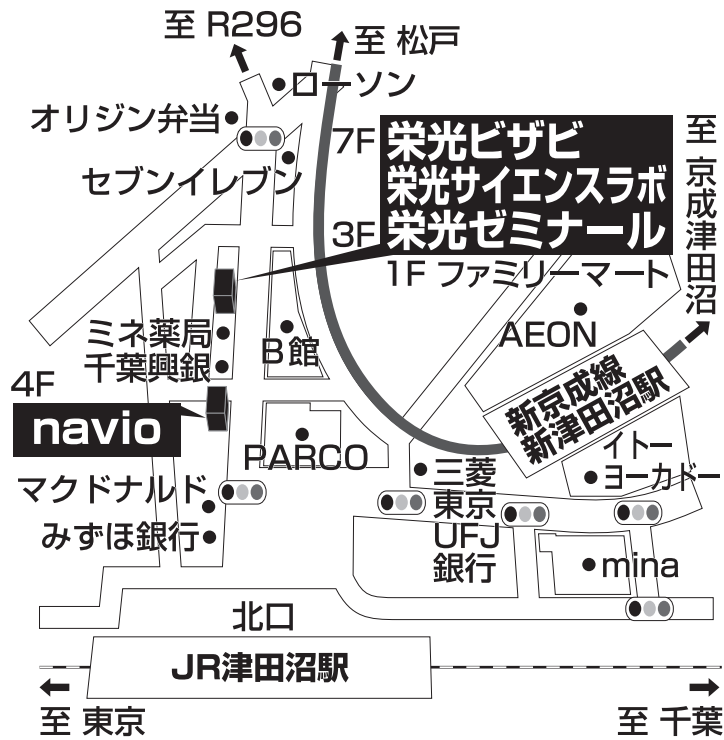 至 R296
至 松戸
ローソン
オリジン弁当
セブンイレブン
7F 栄光ビザビ
栄光サイエンスラボ
3F 栄光ゼミナール
1F ファミリーマート
至 京成津田沼
ミネ薬局
千葉興銀
B館
AEON
新京成線
新津田沼駅
4F
navio
PARCO
イトー
ヨーカドー
マクドナルド
みずほ銀行
三菱
東京
UFJ
銀行
mina
北口
JR津田沼駅
至 東京
至 千葉